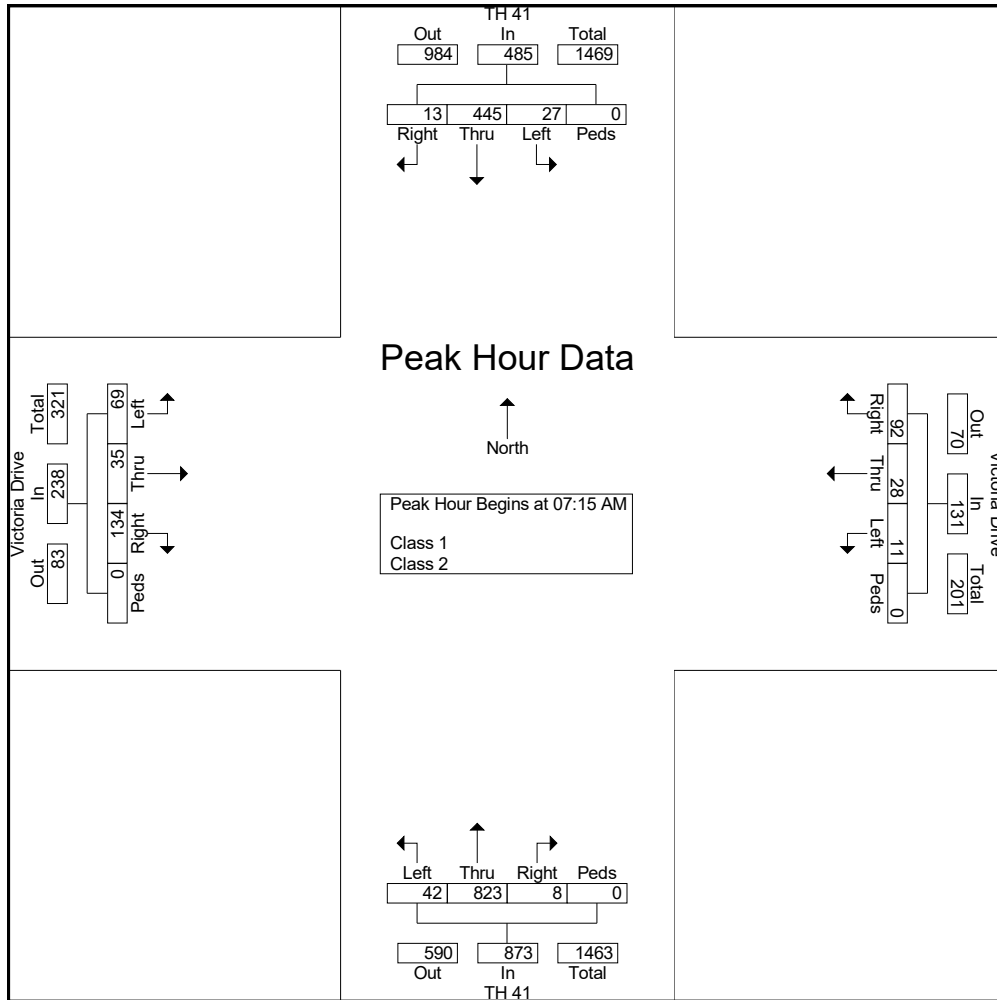 TH 41
Out In Total
984 485 1469
13 445 27 0
Right Thru Left Peds
Peak Hour Data
North
Peak Hour Begins at 07:15 AM
Class 1
Class 2
Victoria Drive
Total In Out
321 238 83
69 35 134 0
Left Thru Right Peds
Victoria Drive
Out In Total
70 131 201
92 28 11 0
Right Thru Left Peds
Left Thru Right Peds
42 823 8 0
590 873 1463
Out In Total
TH 41